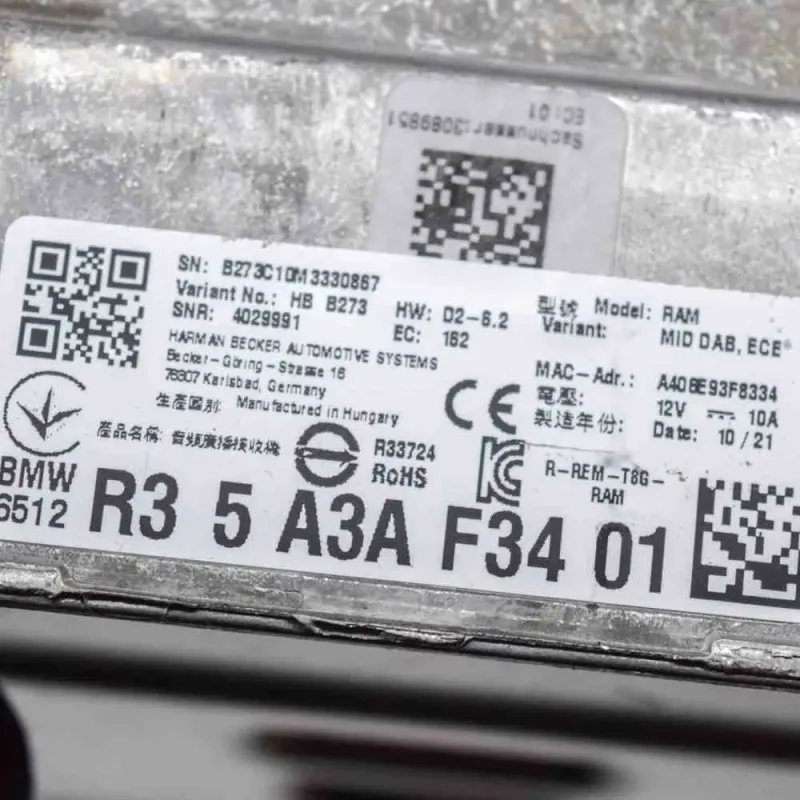 EC: 01
Sachnummer: 3089851
SN: B273C10M3330867
Variant No.: HB B273
SNR: 4029991
HW: D2-6.2
EC: 162
型號 Model: RAM
Variant: MID DAB, ECE
HARMAN BECKER AUTOMOTIVE SYSTEMS
Becker-Göring-Strasse 16
76307 Karlsbad, Germany
生產國別: Manufactured in Hungary
MAC-Adr.: A406E93F8334
電壓: 12V 10A
製造年份: Date: 10/21
產品名稱: 音頻廣播接收機
CE
R33724
RoHS
R-REM-T8G-
RAM
BMW
6512
R3 5 A3A F34 01